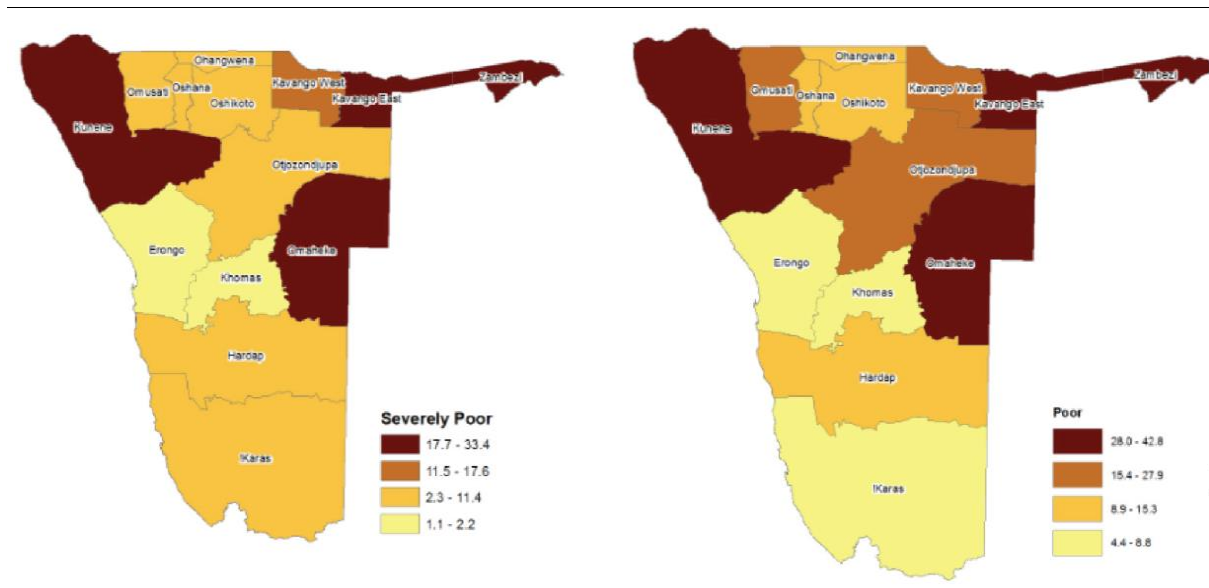 Ohangwena
Omusati
Oshana
Oshikoto
Kavango West
Kavango East
Zambezi
Kunene
Otjozondjupa
Erongo
Omaheke
Khomas
Hardap
!Karas
Severely Poor
17.7 - 33.4
11.5 - 17.6
2.3 - 11.4
1.1 - 2.2
Ohangwena
Omusati
Oshana
Oshikoto
Kavango West
Kavango East
Zambezi
Kunene
Otjozondjupa
Erongo
Omaheke
Khomas
Hardap
!Karas
Poor
28.0 - 42.8
15.4 - 27.9
8.9 - 15.3
4.4 - 8.8